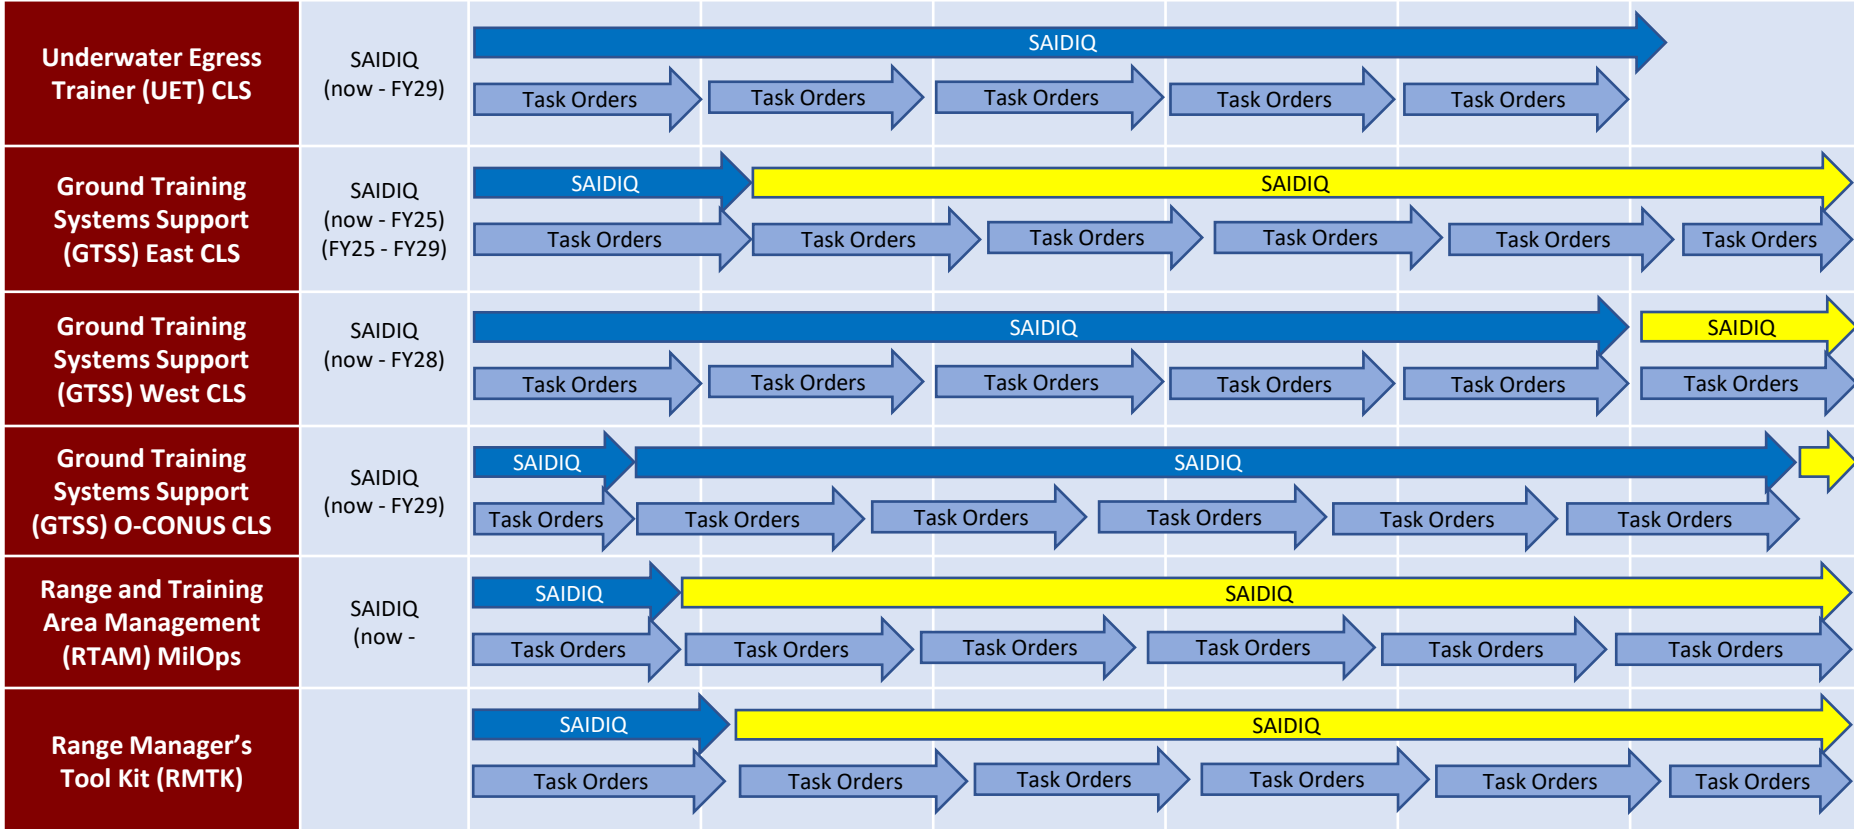 Underwater Egress
Trainer (UET) CLS
SAIDIQ
(now - FY29)
SAIDIQ
Task Orders
Task Orders
Task Orders
Task Orders
Task Orders
Ground Training
Systems Support
(GTSS) East CLS
SAIDIQ
(now - FY25)
(FY25 - FY29)
SAIDIQ
SAIDIQ
Task Orders
Task Orders
Task Orders
Task Orders
Task Orders
Task Orders
Ground Training
Systems Support
(GTSS) West CLS
SAIDIQ
(now - FY28)
SAIDIQ
SAIDIQ
Task Orders
Task Orders
Task Orders
Task Orders
Task Orders
Task Orders
Ground Training
Systems Support
(GTSS) O-CONUS CLS
SAIDIQ
(now - FY29)
SAIDIQ
SAIDIQ
Task Orders
Task Orders
Task Orders
Task Orders
Task Orders
Task Orders
Range and Training
Area Management
(RTAM) MilOps
SAIDIQ
(now -
SAIDIQ
SAIDIQ
Task Orders
Task Orders
Task Orders
Task Orders
Task Orders
Task Orders
Range Manager’s
Tool Kit (RMTK)
SAIDIQ
SAIDIQ
Task Orders
Task Orders
Task Orders
Task Orders
Task Orders
Task Orders